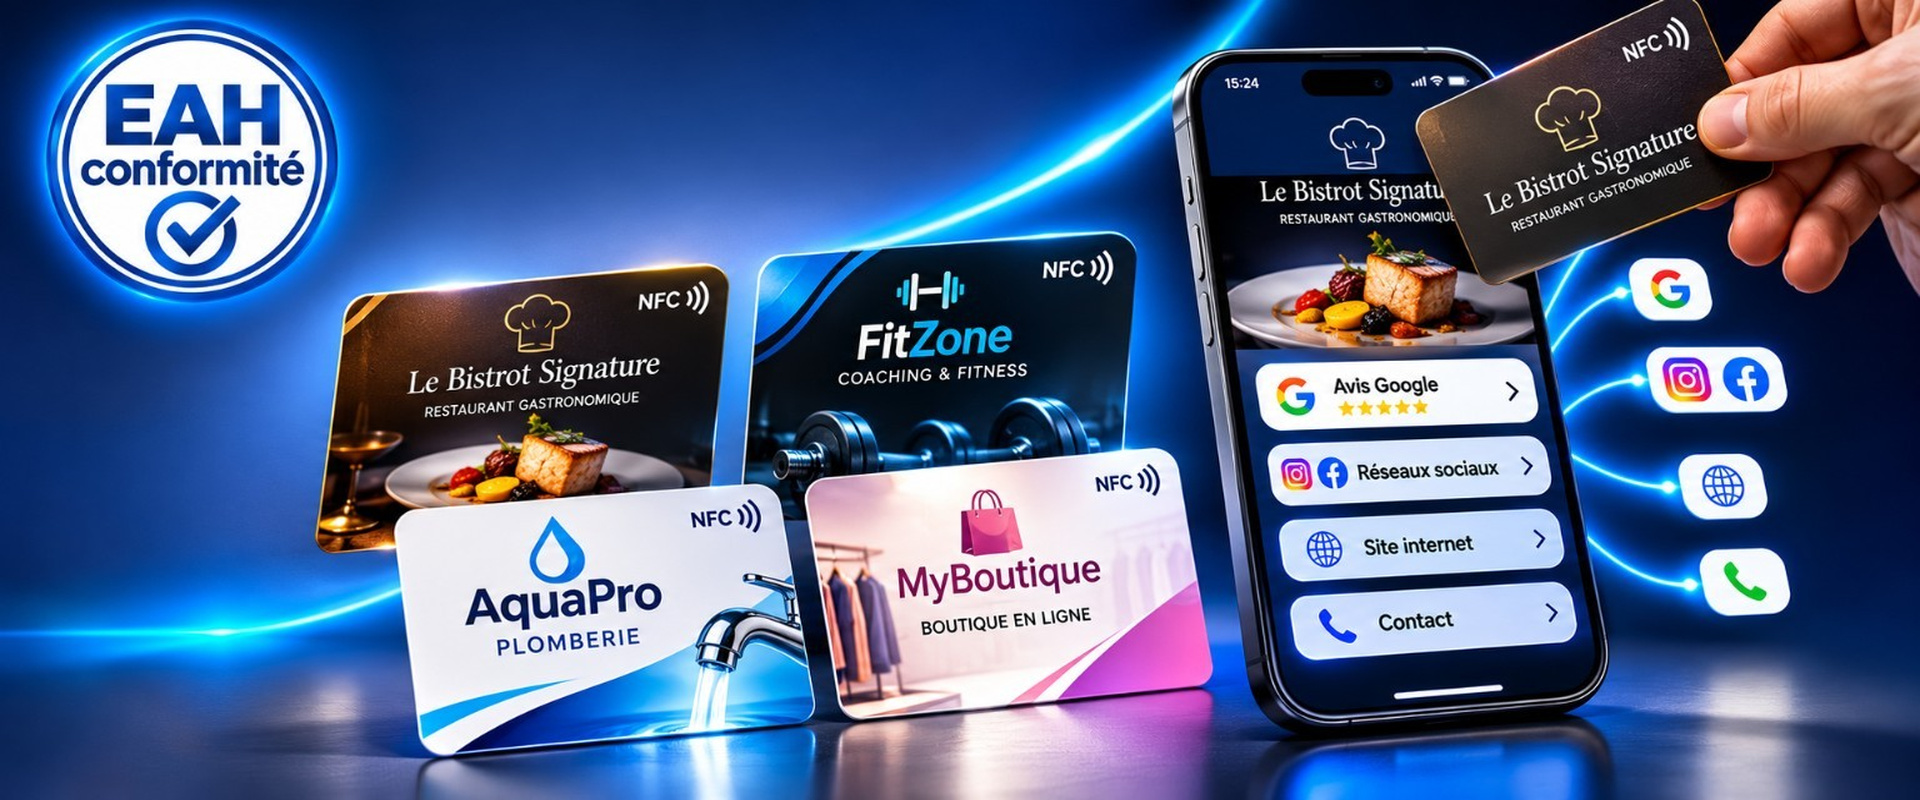 EAH
conformité
NFC
Le Bistrot Signature
RESTAURANT GASTRONOMIQUE
NFC
FitZone
COACHING & FITNESS
NFC
AquaPro
PLOMBERIE
NFC
MyBoutique
BOUTIQUE EN LIGNE
15:24
Le Bistrot Signatu
RESTAURANT GASTRONOMIQUE
Avis Google
Réseaux sociaux
Site internet
Contact
NFC
Le Bistrot Signature
RESTAURANT GASTRONOMIQUE